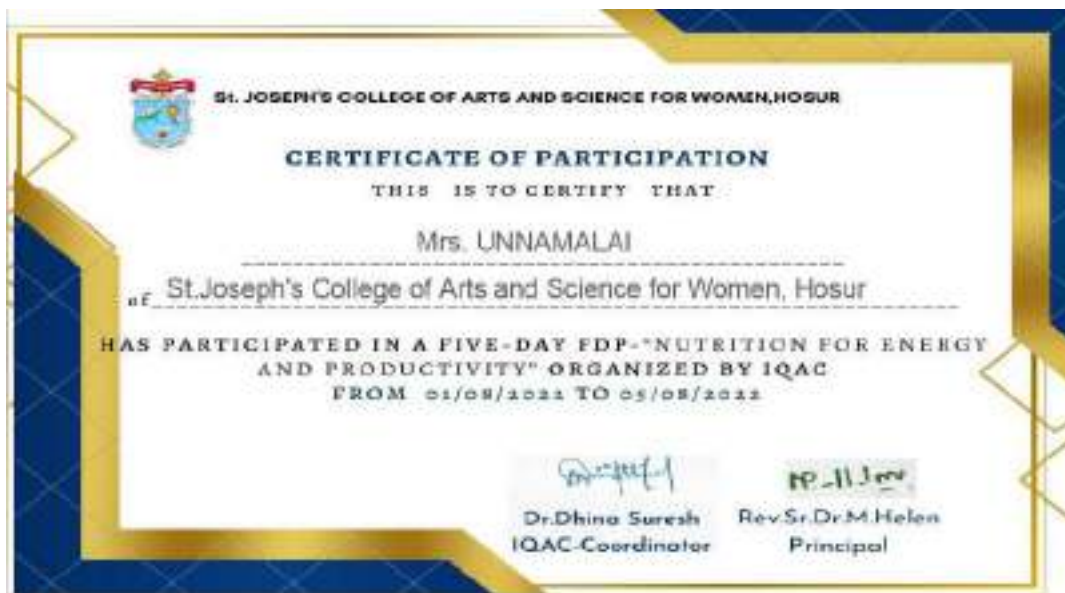 St. JOSEPH'S COLLEGE OF ARTS AND SCIENCE FOR WOMEN,HOSUR
CERTIFICATE OF PARTICIPATION
THIS IS TO CERTIFY THAT
Mrs. UNNAMALAI
of St.Joseph's College of Arts and Science for Women, Hosur
HAS PARTICIPATED IN A FIVE-DAY FDP-"NUTRITION FOR ENERGY
AND PRODUCTIVITY" ORGANIZED BY IQAC
FROM 01/08/2022 TO 05/08/2022
Dr.Dhina Suresh Rev.Sr.Dr.M.Helen
IQAC-Coordinator Principal